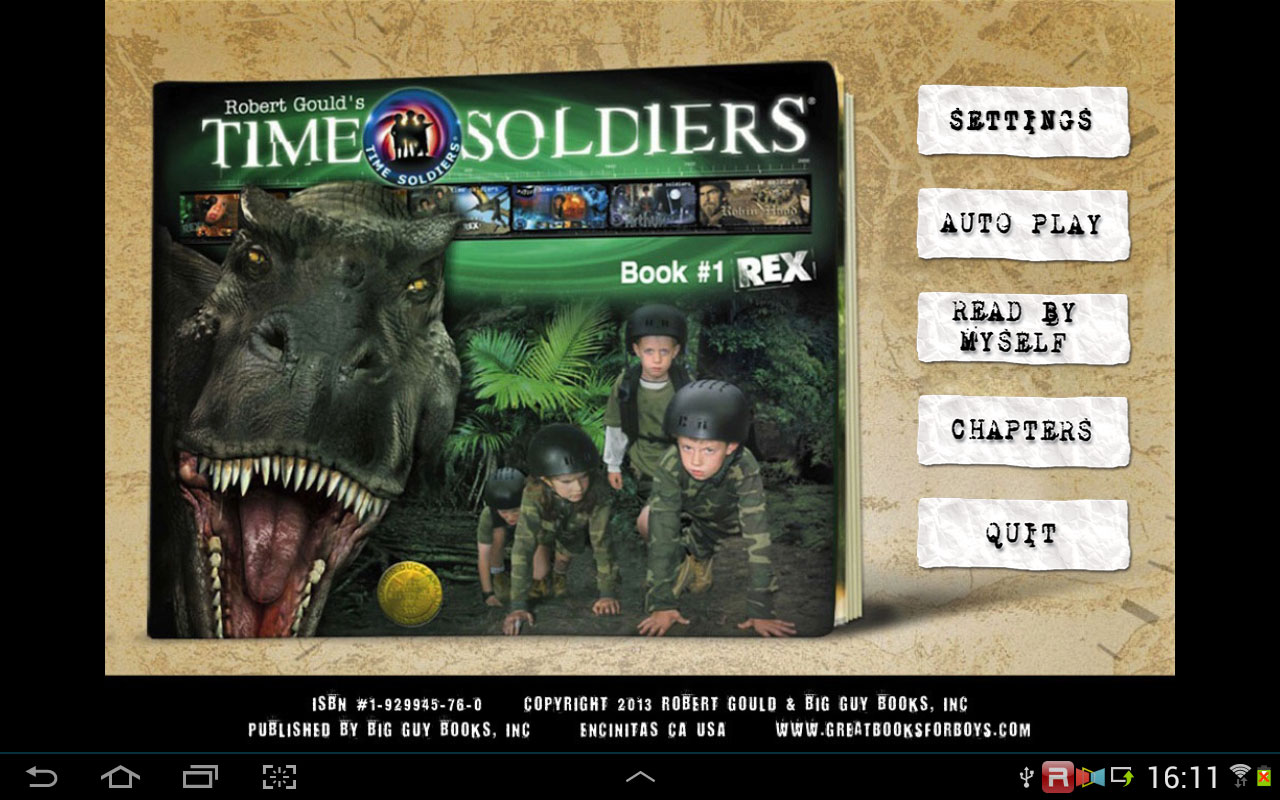 Robert Gould's
TIME SOLDIERS®
TIME SOLDIERS®
Book #1 REX
SETTINGS
AUTO PLAY
READ BY
MYSELF
CHAPTERS
QUIT
ISBN #1-929945-76-0 COPYRIGHT 2013 ROBERT GOULD & BIG GUY BOOKS, INC
PUBLISHED BY BIG GUY BOOKS, INC ENCINITAS CA USA WWW.GREATBOOKSFORBOYS.COM
R
16:11